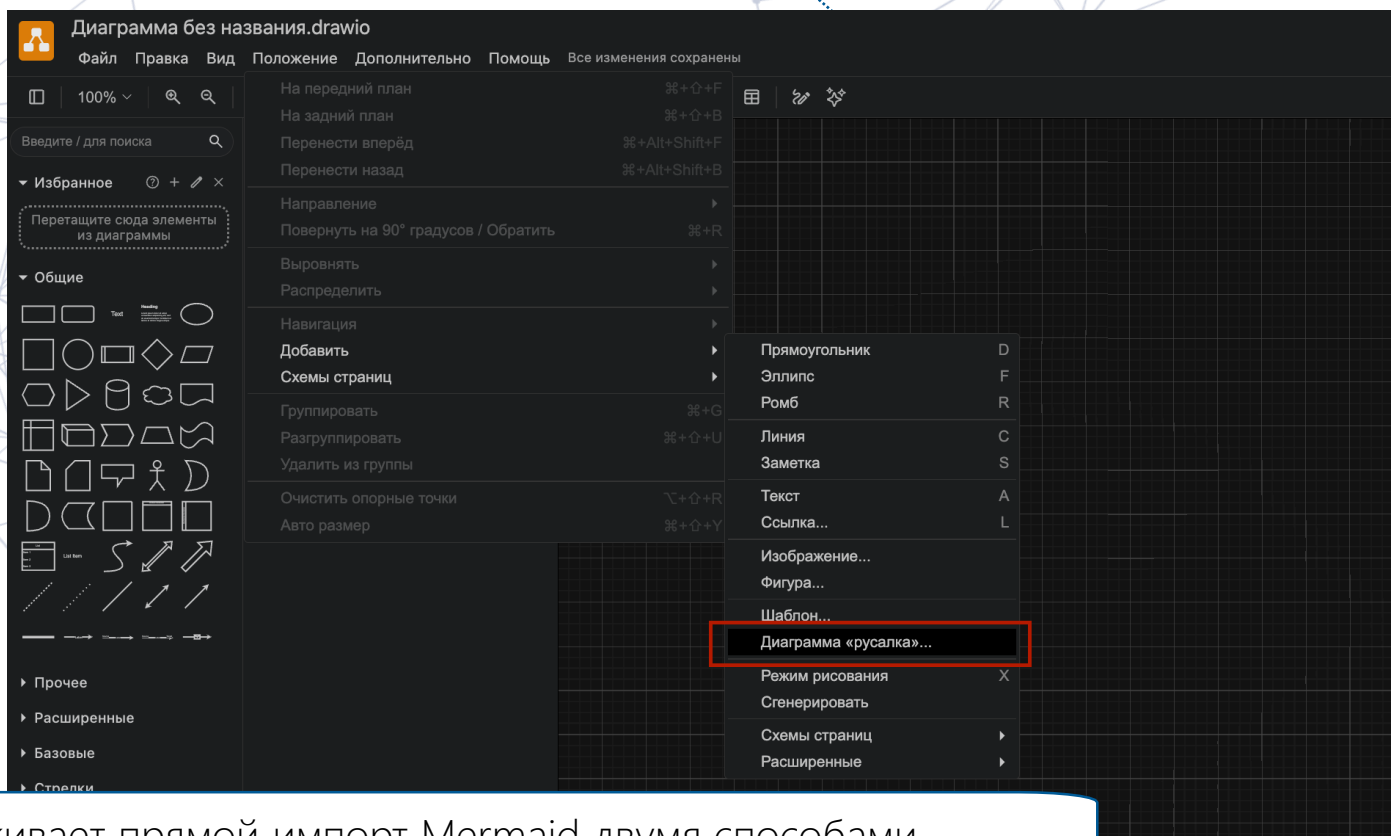 Диаграмма без названия.drawio
Файл Правка Вид Положение Дополнительно Помощь Все изменения сохранены
100%
Введите / для поиска
Избранное
Перетащите сюда элементы
из диаграммы
Общие
Text
Heading
List Item
Прочее
Расширенные
Базовые
Стрелки
На передний план ⌘+⇧+F
На задний план ⌘+⇧+B
Перенести вперёд ⌘+Alt+Shift+F
Перенести назад ⌘+Alt+Shift+B
Направление
Повернуть на 90° градусов / Обратить ⌘+R
Выровнять
Распределить
Навигация
Добавить
Схемы страниц
Группировать ⌘+G
Разгруппировать ⌘+⇧+U
Удалить из группы
Очистить опорные точки ⌥+⇧+R
Авто размер ⌘+⇧+Y
Прямоугольник D
Эллипс F
Ромб R
Линия C
Заметка S
Текст A
Ссылка... L
Изображение...
Фигура...
Шаблон...
Диаграмма «русалка»...
Режим рисования X
Сгенерировать
Схемы страниц
Расширенные
ивает прямой импорт Mermaid двумя способами